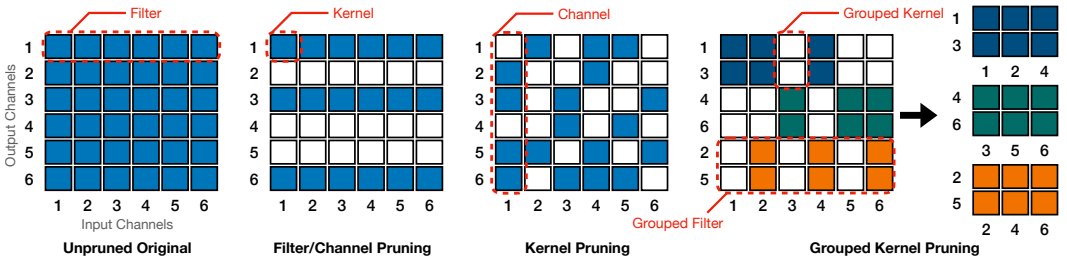 Filter
Kernel
Channel
Grouped Kernel
Output Channels
1
2
3
4
5
6
1 2 3 4 5 6
Input Channels
Unpruned Original
1
2
3
4
5
6
1 2 3 4 5 6
Filter/Channel Pruning
1
2
3
4
5
6
1 2 3 4 5 6
Kernel Pruning
1
3
4
6
2
5
1 2 3 4 5 6
Grouped Filter
Grouped Kernel Pruning
1
3
1 2 4
4
6
3 5 6
2
5
2 4 6